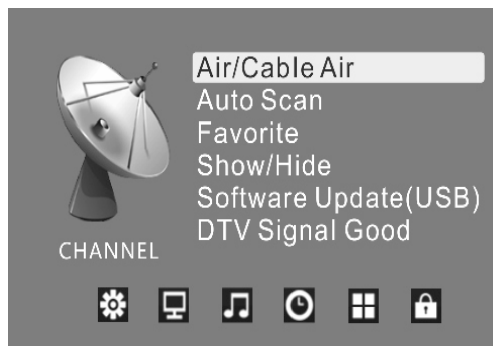 Air/Cable Air
Auto Scan
Favorite
Show/Hide
Software Update(USB)
DTV Signal Good
CHANNEL